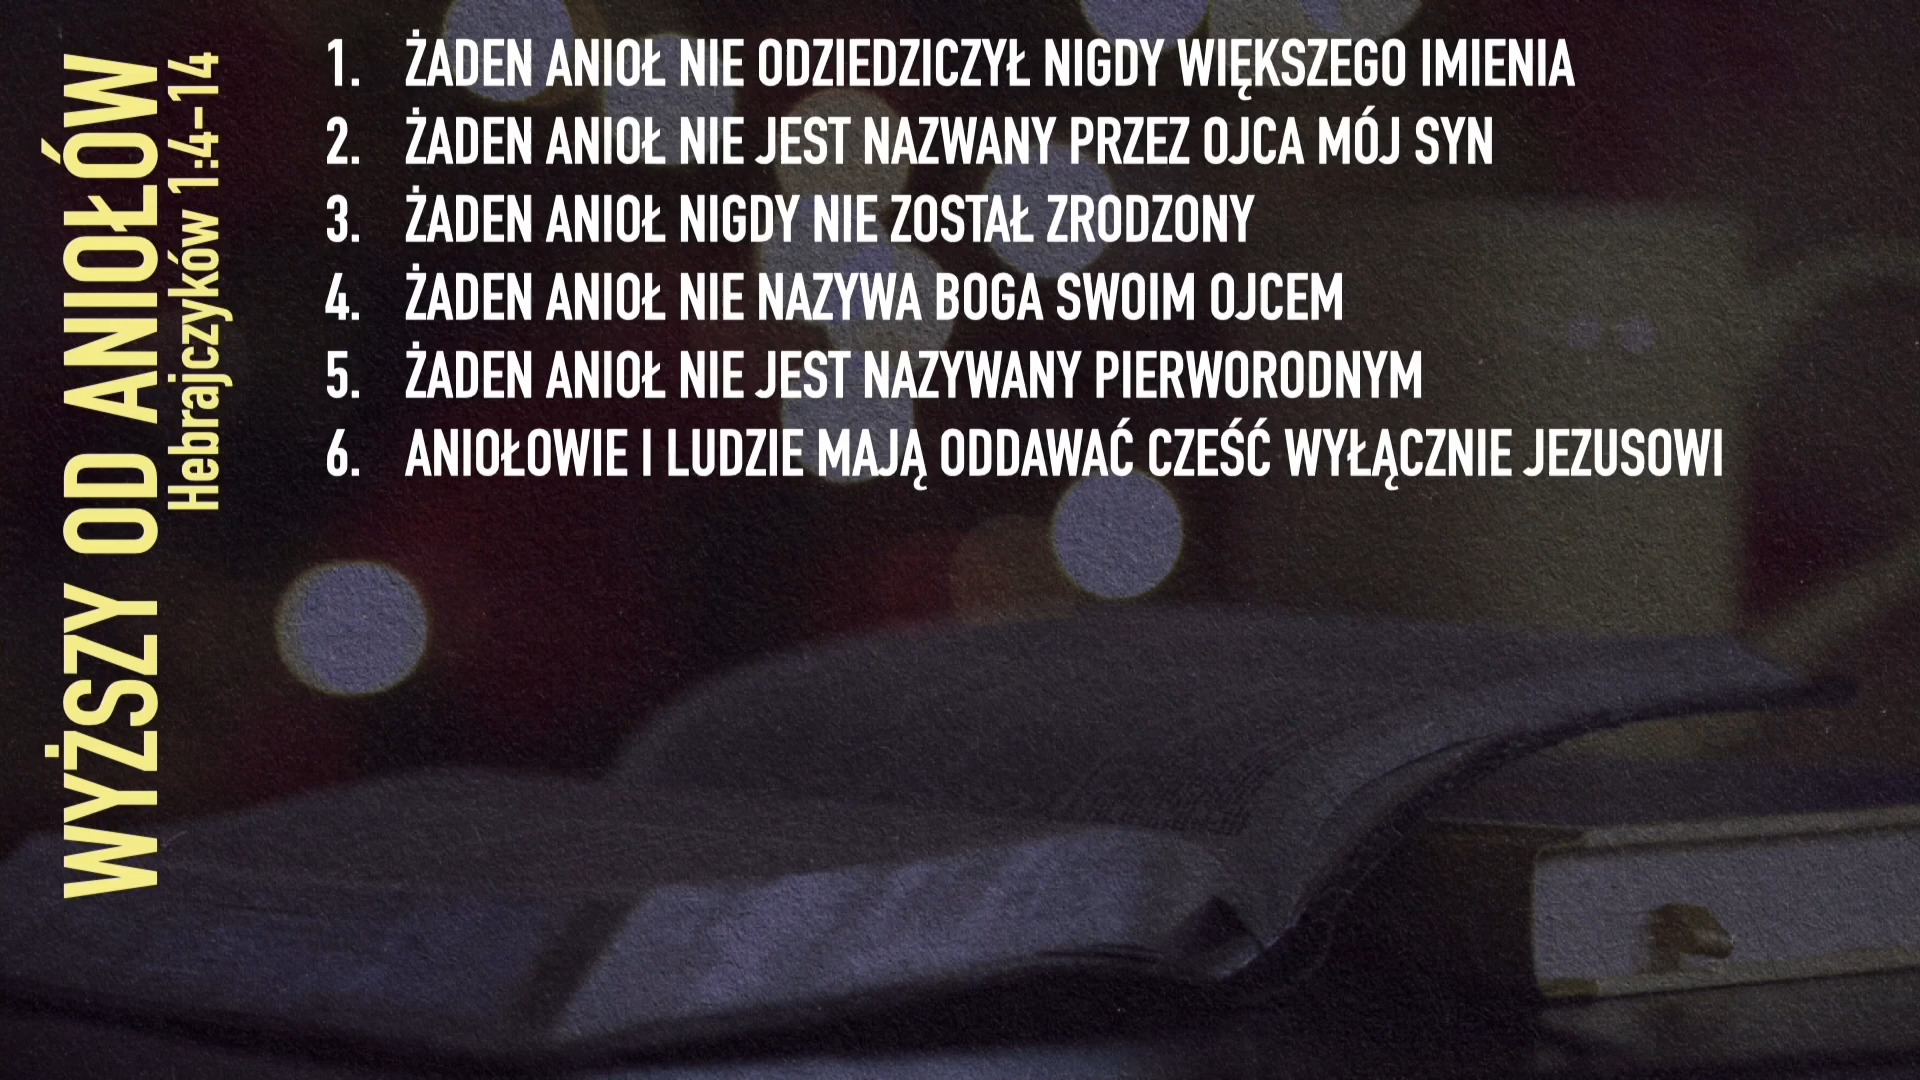 WYŻSZY OD ANIOŁÓW
Hebrajczyków 1:4-14
1. ŻADEN ANIOŁ NIE ODZIEDZICZYŁ NIGDY WIĘKSZEGO IMIENIA
2. ŻADEN ANIOŁ NIE JEST NAZWANY PRZEZ OJCA MÓJ SYN
3. ŻADEN ANIOŁ NIGDY NIE ZOSTAŁ ZRODZONY
4. ŻADEN ANIOŁ NIE NAZYWA BOGA SWOIM OJCEM
5. ŻADEN ANIOŁ NIE JEST NAZYWANY PIERWORODNYM
6. ANIOŁOWIE I LUDZIE MAJĄ ODDAWAĆ CZEŚĆ WYŁĄCZNIE JEZUSOWI